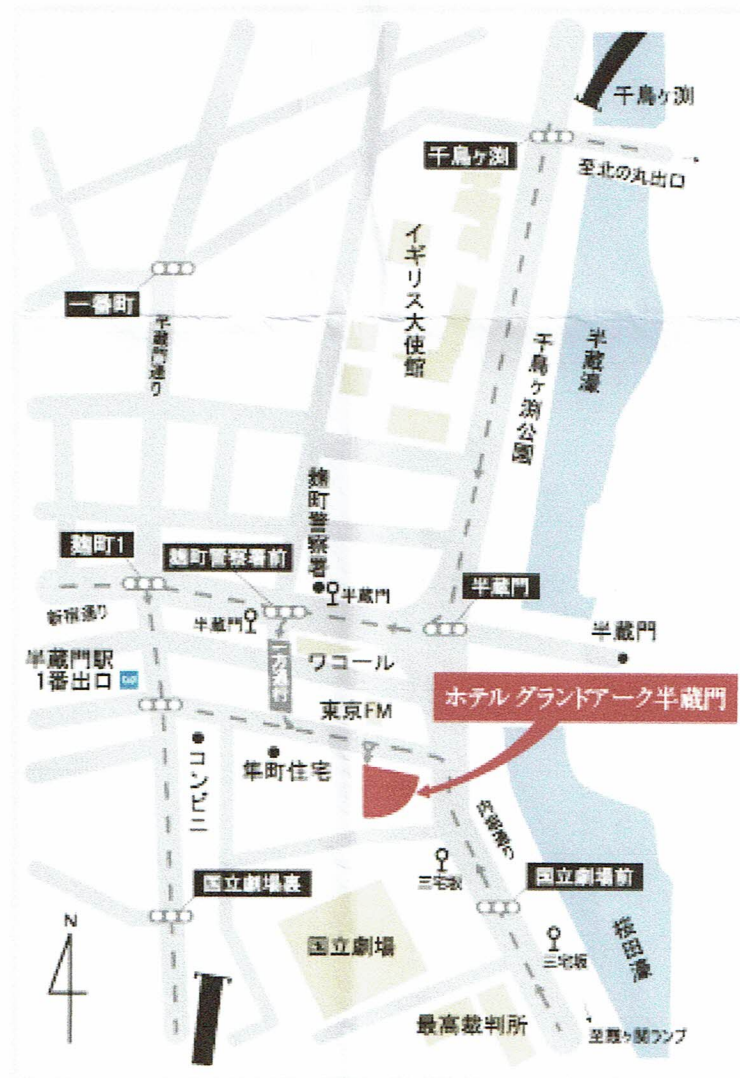 千鳥ヶ渕
千鳥ヶ渕
至北の丸出口
イギリス大使館
一番町
半蔵門通り
千鳥ヶ渕公園
半蔵濠
麹町警察署
麹町1
麹町警察署前
半蔵門
半蔵門
新宿通り
半蔵門
半蔵門
半蔵門駅
1番出口
一方通行
ワコール
東京FM
ホテル グランドアーク半蔵門
隼町住宅
コンビニ
内堀通り
三宅坂
国立劇場裏
国立劇場前
N
国立劇場
三宅坂
桜田濠
最高裁判所
至霞ヶ関ランプ